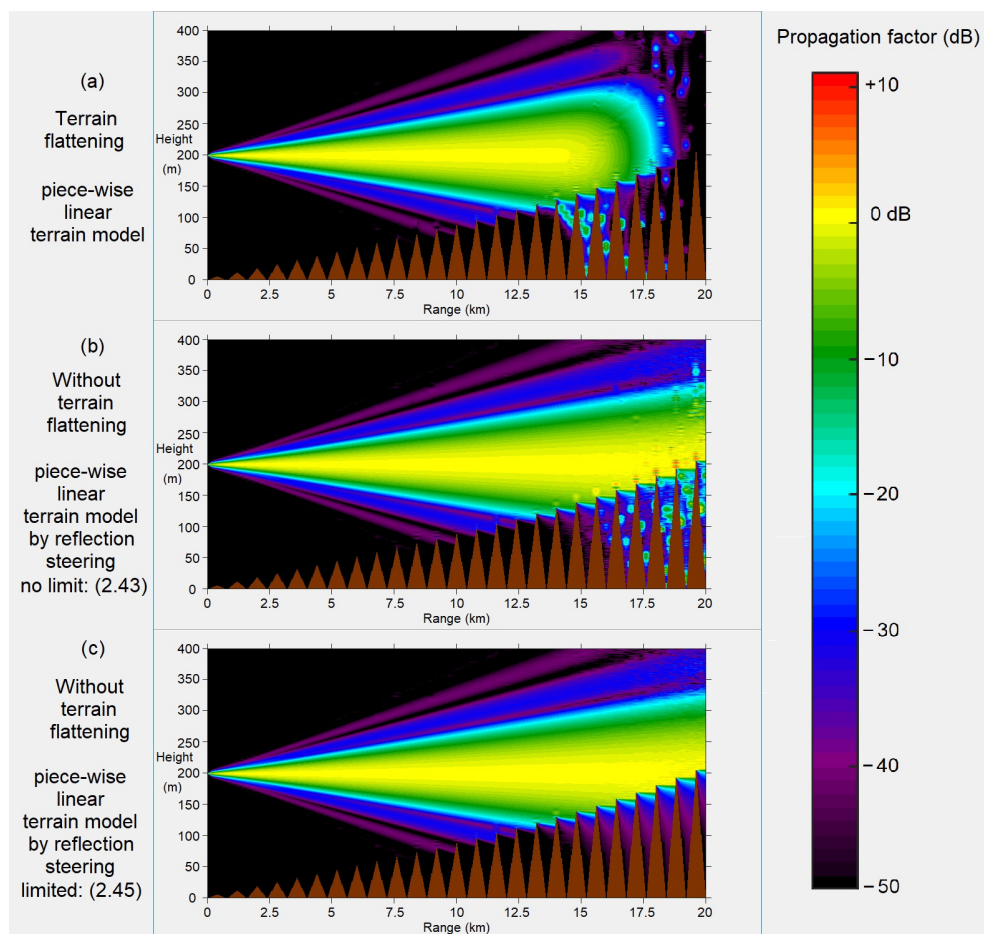 (a)
Terrain
flattening
piece-wise
linear
terrain model
400
350
300
250
Height
200
(m)
150
100
50
0
0 2.5 5 7.5 10 12.5 15 17.5 20
Range (km)
(b)
Without
terrain
flattening
piece-wise
linear
terrain model
by reflection
steering
no limit: (2.43)
400
350
300
250
Height
200
(m)
150
100
50
0
0 2.5 5 7.5 10 12.5 15 17.5 20
Range (km)
(c)
Without
terrain
flattening
piece-wise
linear
terrain model
by reflection
steering
limited: (2.45)
400
350
300
250
Height
200
(m)
150
100
50
0
0 2.5 5 7.5 10 12.5 15 17.5 20
Range (km)
Propagation factor (dB)
+10
0 dB
−10
−20
−30
−40
−50